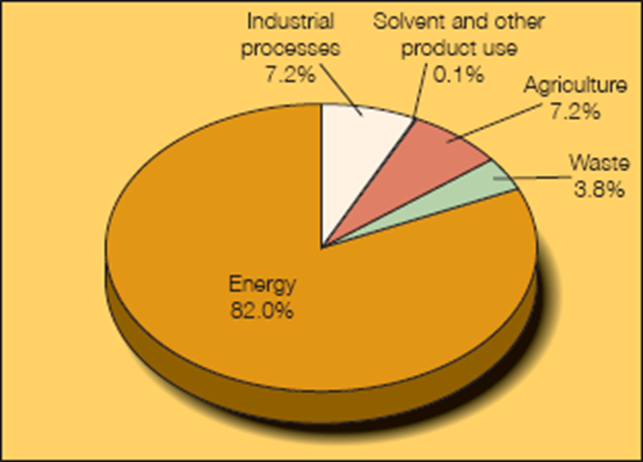 Industrial
processes
7.2%
Solvent and other
product use
0.1%
Agriculture
7.2%
Waste
3.8%
Energy
82.0%